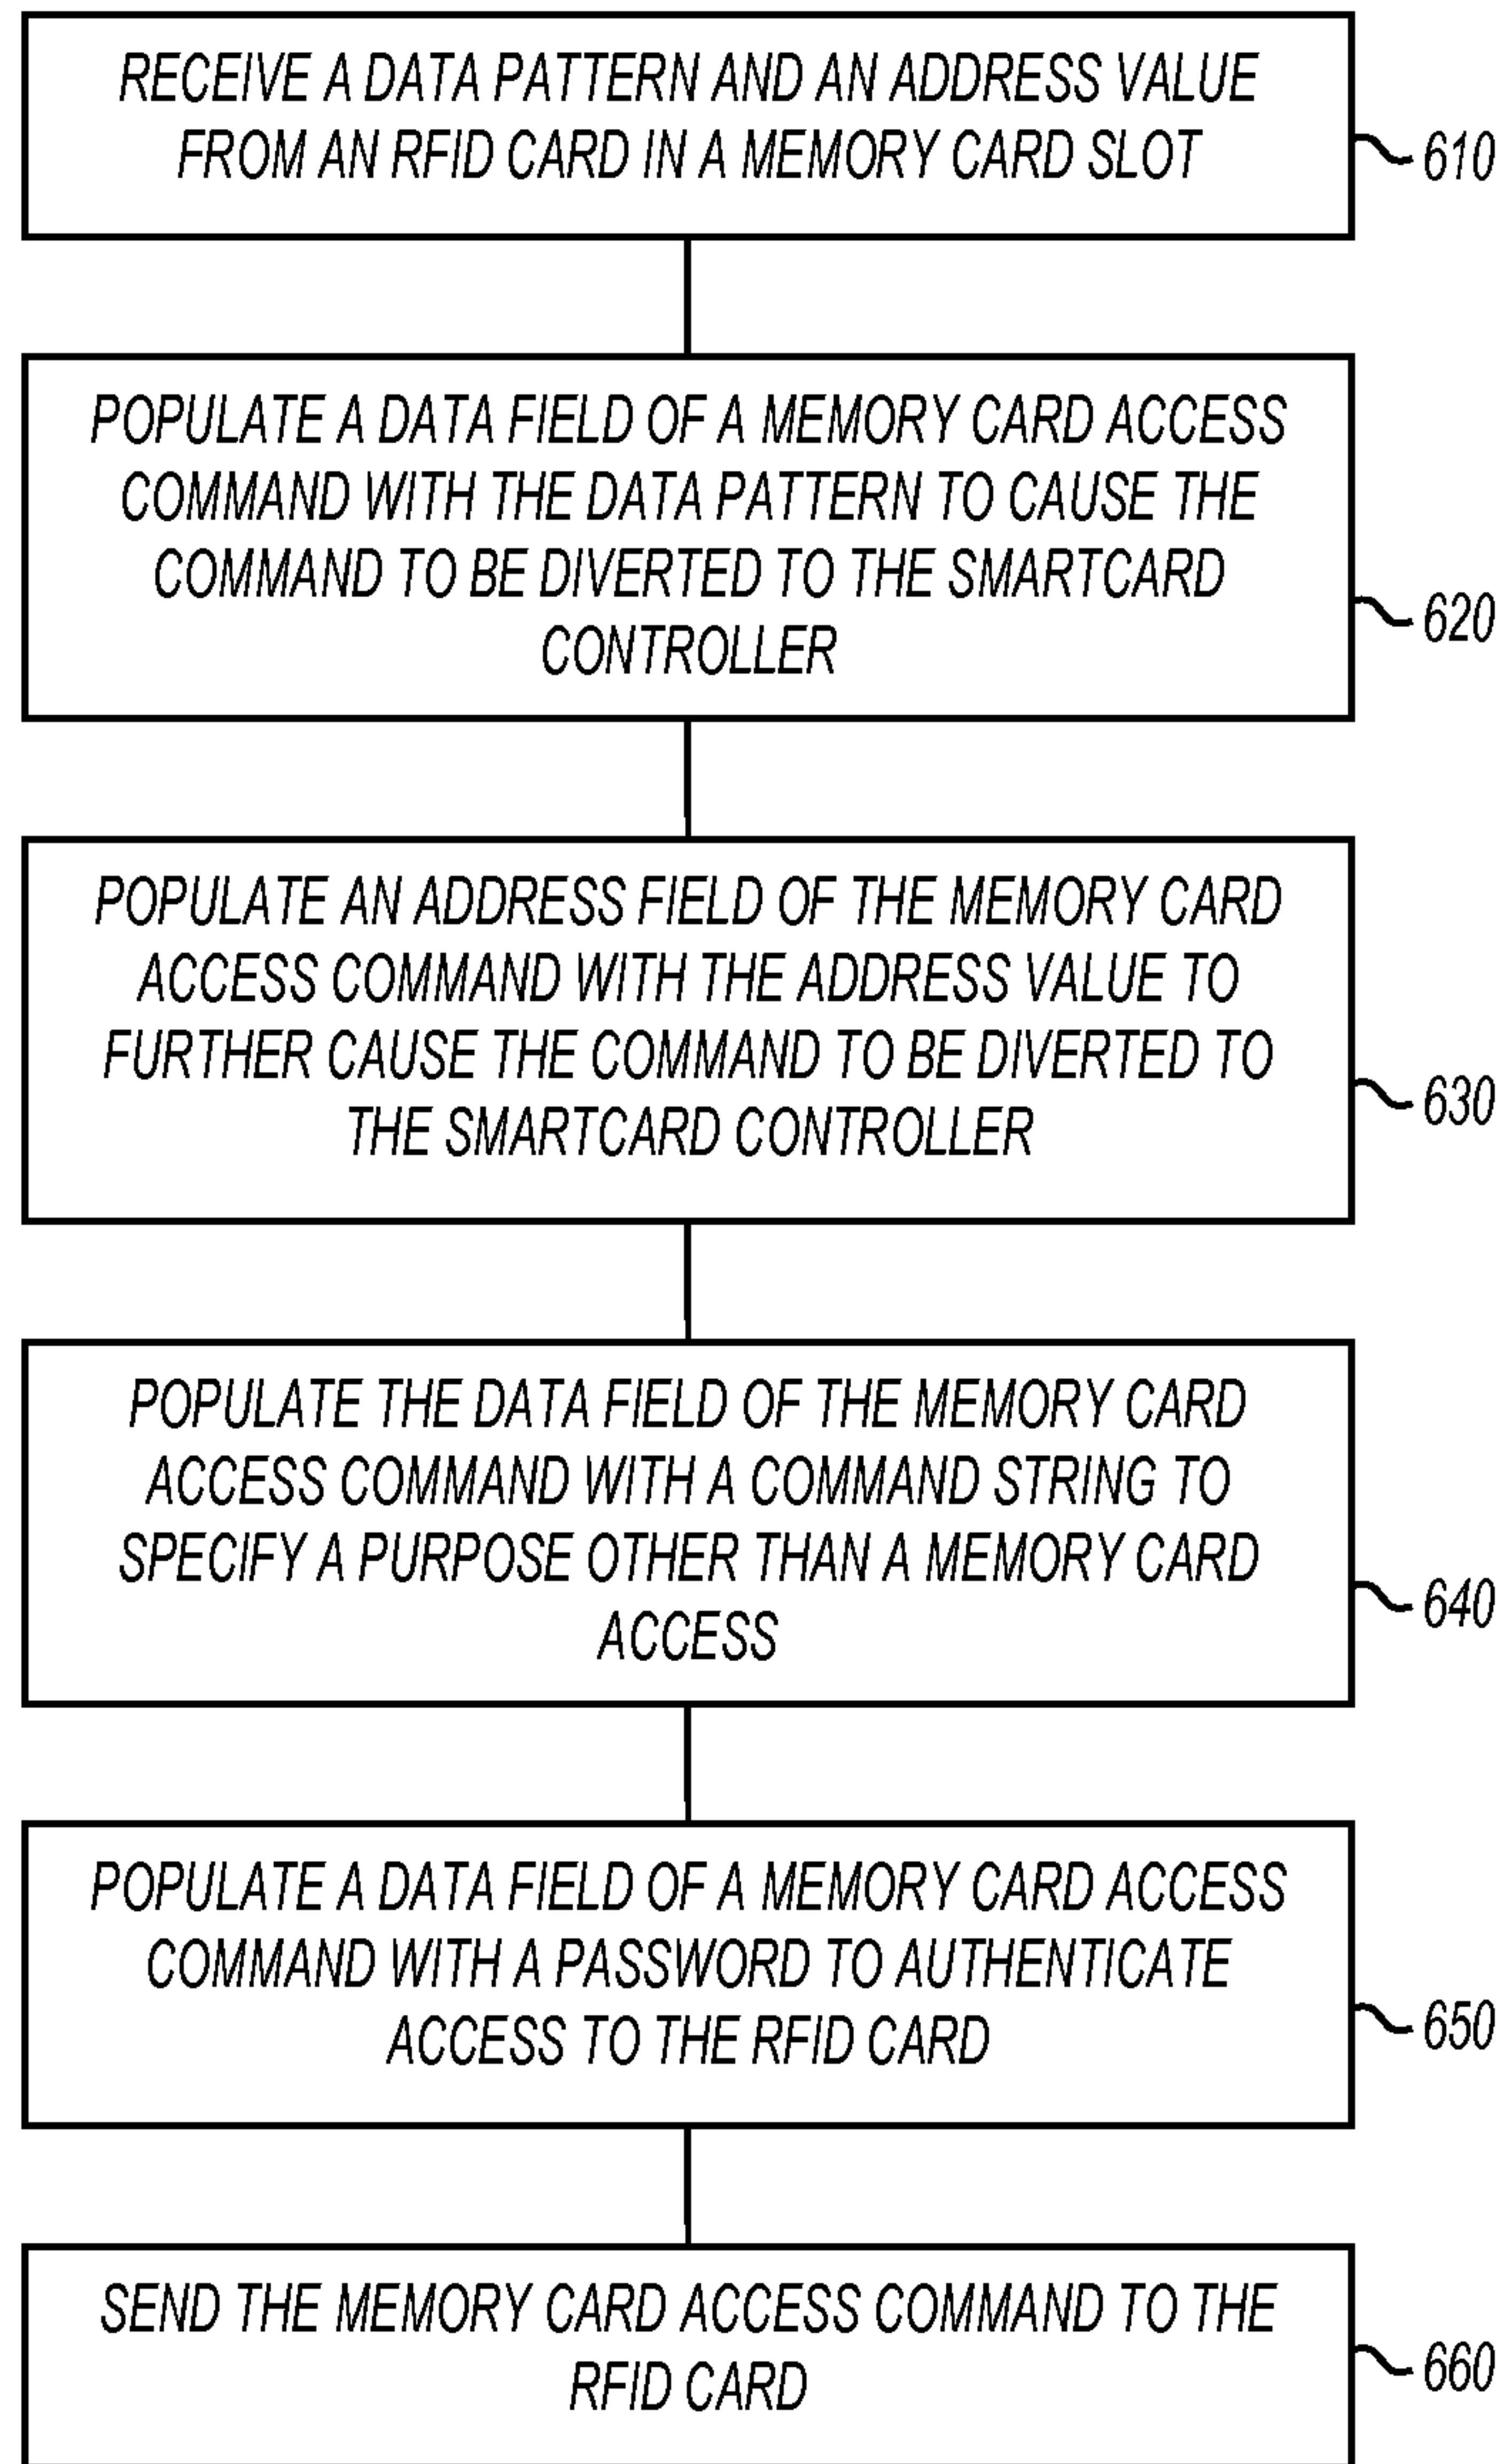 RECEIVE A DATA PATTERN AND AN ADDRESS VALUE
FROM AN RFID CARD IN A MEMORY CARD SLOT
610
POPULATE A DATA FIELD OF A MEMORY CARD ACCESS
COMMAND WITH THE DATA PATTERN TO CAUSE THE
COMMAND TO BE DIVERTED TO THE SMARTCARD
CONTROLLER
620
POPULATE AN ADDRESS FIELD OF THE MEMORY CARD
ACCESS COMMAND WITH THE ADDRESS VALUE TO
FURTHER CAUSE THE COMMAND TO BE DIVERTED TO
THE SMARTCARD CONTROLLER
630
POPULATE THE DATA FIELD OF THE MEMORY CARD
ACCESS COMMAND WITH A COMMAND STRING TO
SPECIFY A PURPOSE OTHER THAN A MEMORY CARD
ACCESS
640
POPULATE A DATA FIELD OF A MEMORY CARD ACCESS
COMMAND WITH A PASSWORD TO AUTHENTICATE
ACCESS TO THE RFID CARD
650
SEND THE MEMORY CARD ACCESS COMMAND TO THE
RFID CARD
660